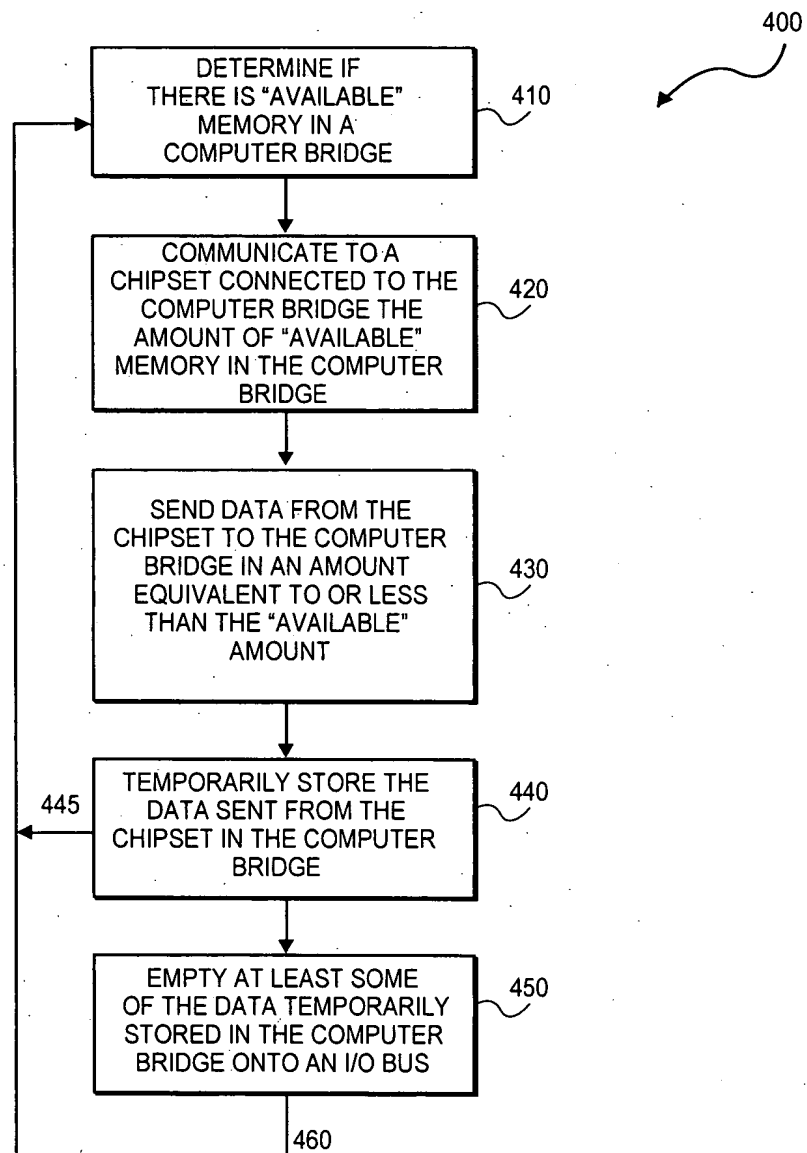 400
DETERMINE IF
THERE IS "AVAILABLE"
MEMORY IN A
COMPUTER BRIDGE
410
COMMUNICATE TO A
CHIPSET CONNECTED TO THE
COMPUTER BRIDGE THE
AMOUNT OF "AVAILABLE"
MEMORY IN THE COMPUTER
BRIDGE
420
SEND DATA FROM THE
CHIPSET TO THE COMPUTER
BRIDGE IN AN AMOUNT
EQUIVALENT TO OR LESS
THAN THE "AVAILABLE"
AMOUNT
430
TEMPORARILY STORE THE
DATA SENT FROM THE
CHIPSET IN THE COMPUTER
BRIDGE
440
445
EMPTY AT LEAST SOME
OF THE DATA TEMPORARILY
STORED IN THE COMPUTER
BRIDGE ONTO AN I/O BUS
450
460